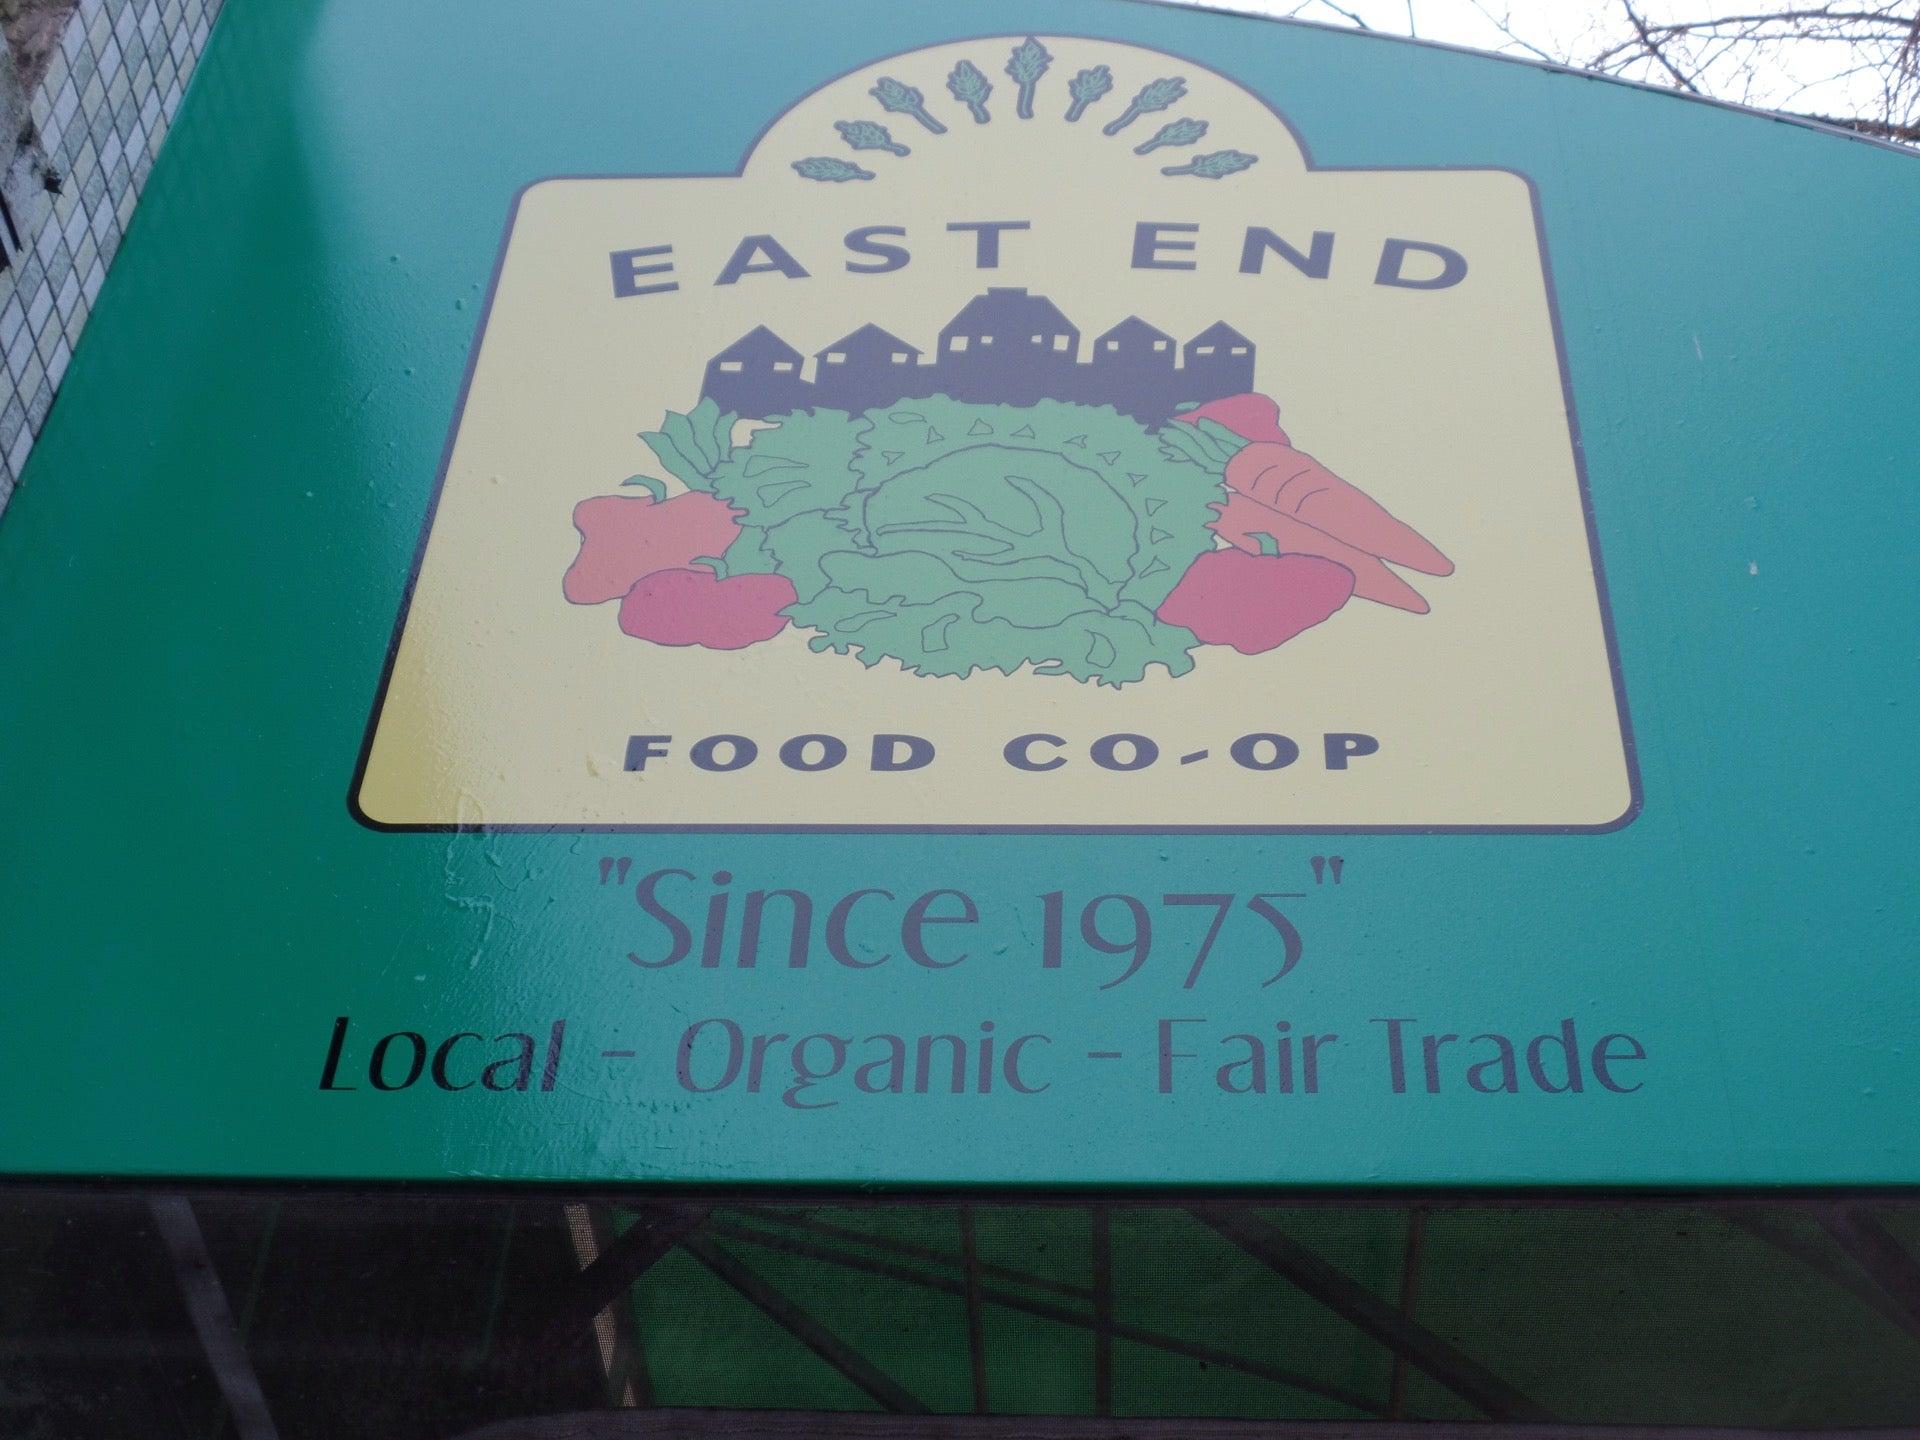 EAST END
FOOD CO-OP
"Since 1975"
Local - Organic - Fair Trade